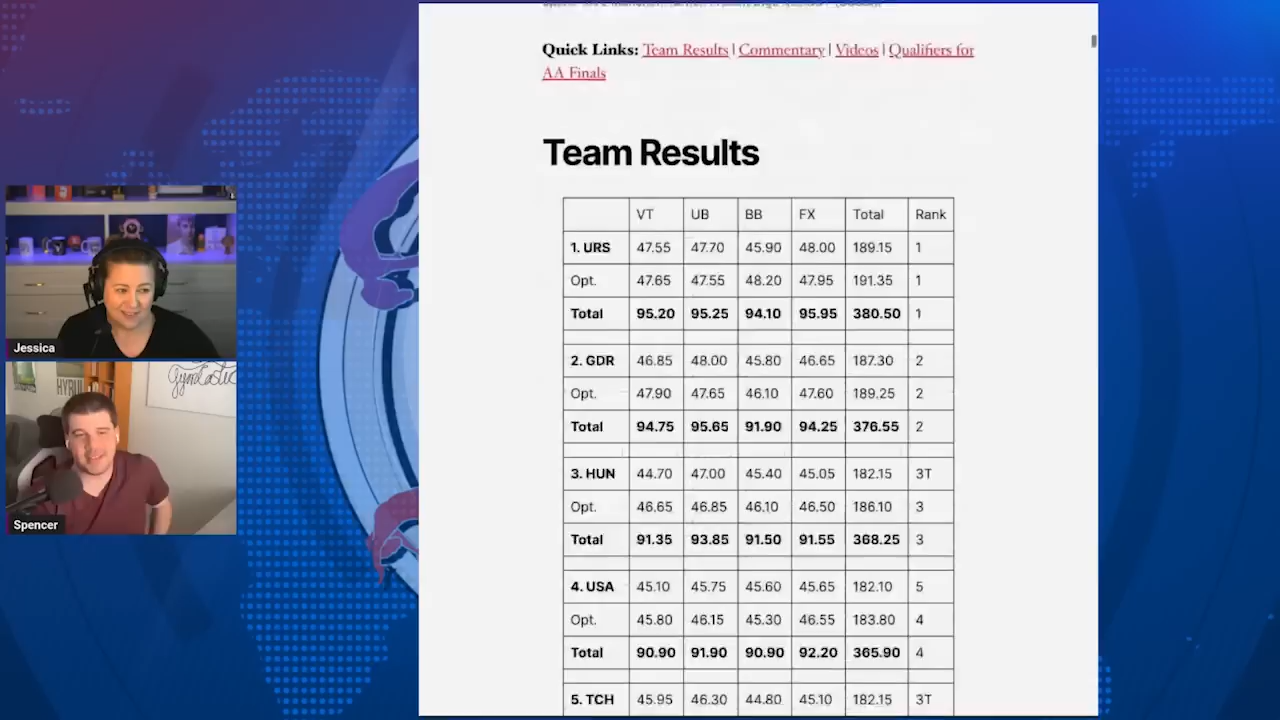 Quick Links: Team Results | Commentary | Videos | Qualifiers for
AA Finals
Team Results
VT UB BB FX Total Rank
1. URS 47.55 47.70 45.90 48.00 189.15 1
Opt. 47.65 47.55 48.20 47.95 191.35 1
Total 95.20 95.25 94.10 95.95 380.50 1
2. GDR 46.85 48.00 45.80 46.65 187.30 2
Opt. 47.90 47.65 46.10 47.60 189.25 2
Total 94.75 95.65 91.90 94.25 376.55 2
3. HUN 44.70 47.00 45.40 45.05 182.15 3T
Opt. 46.65 46.85 46.10 46.50 186.10 3
Total 91.35 93.85 91.50 91.55 368.25 3
4. USA 45.10 45.75 45.60 45.65 182.10 5
Opt. 45.80 46.15 45.30 46.55 183.80 4
Total 90.90 91.90 90.90 92.20 365.90 4
5. TCH 45.95 46.30 44.80 45.10 182.15 3T
Jessica
Spencer